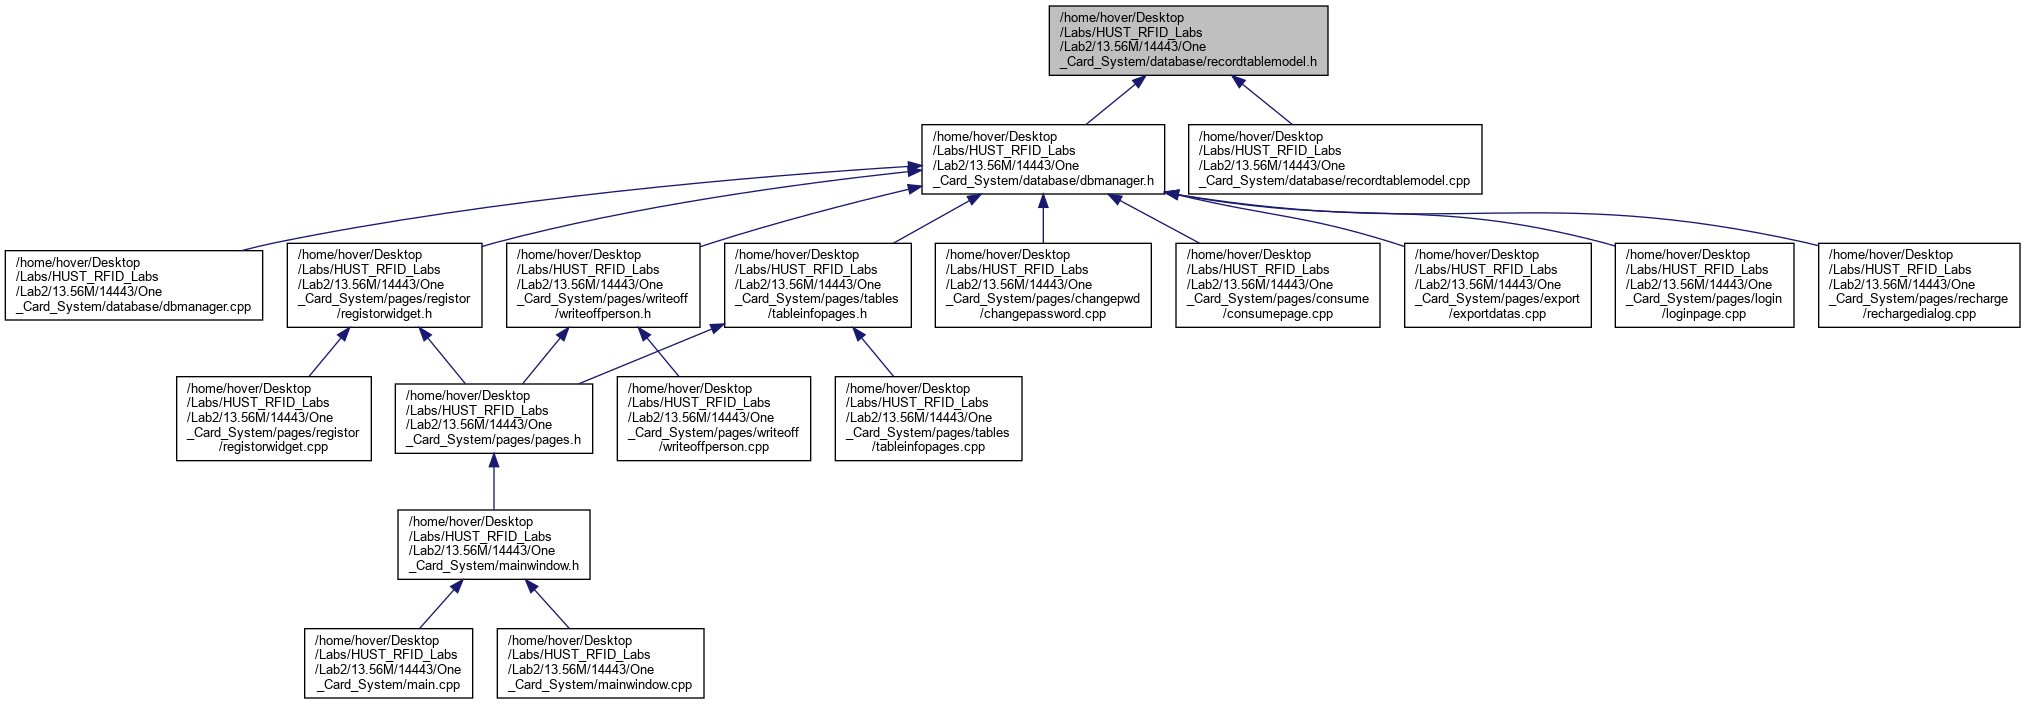 /home/hover/Desktop
/Labs/HUST_RFID_Labs
/Lab2/13.56M/14443/One
_Card_System/database/recordtablemodel.h
/home/hover/Desktop
/Labs/HUST_RFID_Labs
/Lab2/13.56M/14443/One
_Card_System/database/dbmanager.h
/home/hover/Desktop
/Labs/HUST_RFID_Labs
/Lab2/13.56M/14443/One
_Card_System/database/recordtablemodel.cpp
/home/hover/Desktop
/Labs/HUST_RFID_Labs
/Lab2/13.56M/14443/One
_Card_System/database/dbmanager.cpp
/home/hover/Desktop
/Labs/HUST_RFID_Labs
/Lab2/13.56M/14443/One
_Card_System/pages/registor
/registorwidget.h
/home/hover/Desktop
/Labs/HUST_RFID_Labs
/Lab2/13.56M/14443/One
_Card_System/pages/writeoff
/writeoffperson.h
/home/hover/Desktop
/Labs/HUST_RFID_Labs
/Lab2/13.56M/14443/One
_Card_System/pages/tables
/tableinfopages.h
/home/hover/Desktop
/Labs/HUST_RFID_Labs
/Lab2/13.56M/14443/One
_Card_System/pages/changepwd
/changepassword.cpp
/home/hover/Desktop
/Labs/HUST_RFID_Labs
/Lab2/13.56M/14443/One
_Card_System/pages/consume
/consumepage.cpp
/home/hover/Desktop
/Labs/HUST_RFID_Labs
/Lab2/13.56M/14443/One
_Card_System/pages/export
/exportdatas.cpp
/home/hover/Desktop
/Labs/HUST_RFID_Labs
/Lab2/13.56M/14443/One
_Card_System/pages/login
/loginpage.cpp
/home/hover/Desktop
/Labs/HUST_RFID_Labs
/Lab2/13.56M/14443/One
_Card_System/pages/recharge
/rechargedialog.cpp
/home/hover/Desktop
/Labs/HUST_RFID_Labs
/Lab2/13.56M/14443/One
_Card_System/pages/registor
/registorwidget.cpp
/home/hover/Desktop
/Labs/HUST_RFID_Labs
/Lab2/13.56M/14443/One
_Card_System/pages/pages.h
/home/hover/Desktop
/Labs/HUST_RFID_Labs
/Lab2/13.56M/14443/One
_Card_System/pages/writeoff
/writeoffperson.cpp
/home/hover/Desktop
/Labs/HUST_RFID_Labs
/Lab2/13.56M/14443/One
_Card_System/pages/tables
/tableinfopages.cpp
/home/hover/Desktop
/Labs/HUST_RFID_Labs
/Lab2/13.56M/14443/One
_Card_System/mainwindow.h
/home/hover/Desktop
/Labs/HUST_RFID_Labs
/Lab2/13.56M/14443/One
_Card_System/main.cpp
/home/hover/Desktop
/Labs/HUST_RFID_Labs
/Lab2/13.56M/14443/One
_Card_System/mainwindow.cpp